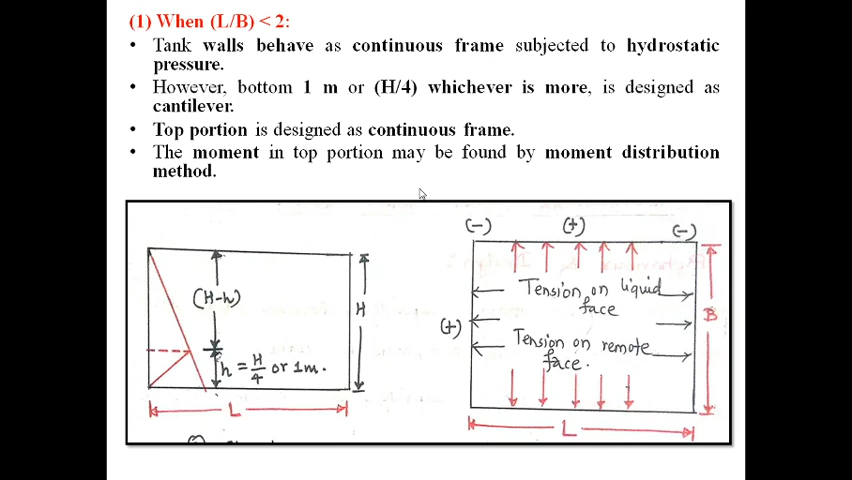 (1) When (L/B) < 2:
• Tank walls behave as continuous frame subjected to hydrostatic
pressure.
• However, bottom 1 m or (H/4) whichever is more, is designed as
cantilever.
• Top portion is designed as continuous frame.
• The moment in top portion may be found by moment distribution
method.
(-) (+) (-)
(H-h)
H
h = H/4 or 1m.
L
Tension on liquid
face
B
(+)
Tension on remote
face.
L